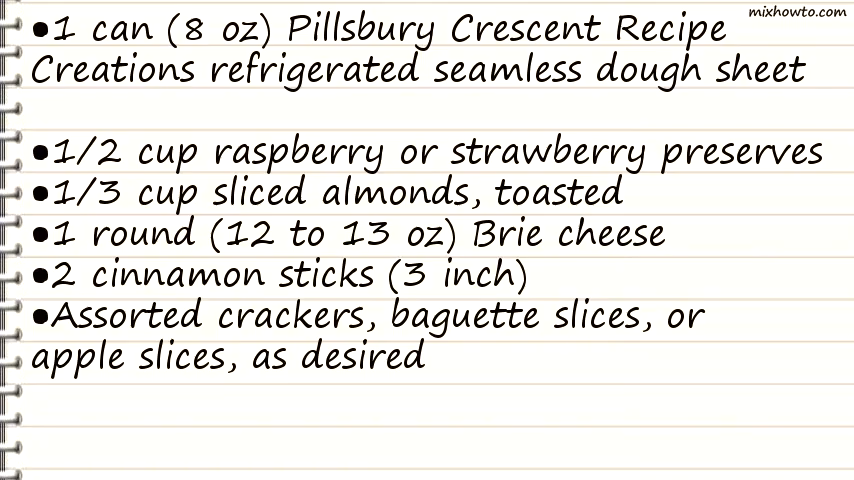 mixhowto.com
•1 can (8 oz) Pillsbury Crescent Recipe
Creations refrigerated seamless dough sheet
•1/2 cup raspberry or strawberry preserves
•1/3 cup sliced almonds, toasted
•1 round (12 to 13 oz) Brie cheese
•2 cinnamon sticks (3 inch)
•Assorted crackers, baguette slices, or
apple slices, as desired